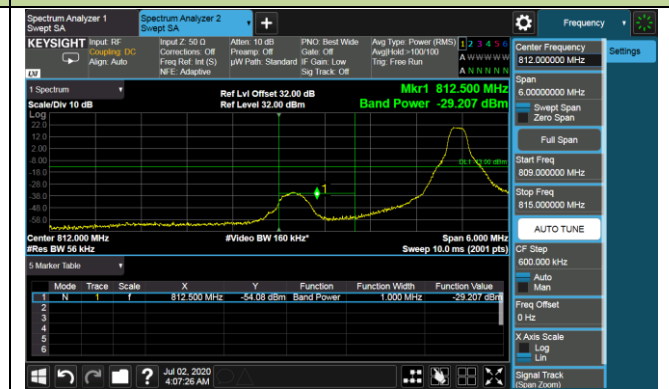 Spectrum Analyzer 1
Swept SA
Spectrum Analyzer 2
Swept SA
+
Frequency
KEYSIGHT
Input: RF
Coupling: DC
Align: Auto
Input Z: 50 Ω
Corrections: Off
Freq Ref: Int (S)
NFE: Adaptive
Atten: 10 dB
Preamp: Off
µW Path: Standard
PNO: Best Wide
Gate: Off
IF Gain: Low
Sig Track: Off
Avg Type: Power (RMS)
Avg|Hold >100/100
Trig: Free Run
1 2 3 4 5 6
A W W W W W
A N N N N N
LXI
1 Spectrum
Scale/Div 10 dB
Log
Ref Lvl Offset 32.00 dB
Ref Level 32.00 dBm
Mkr1 812.500 MHz
Band Power -29.207 dBm
22.0
12.0
2.00
-8.00
-18.0
-28.0
-38.0
-48.0
-58.0
DL1 -13.00 dBm
1
Center 812.000 MHz
#Res BW 56 kHz
#Video BW 160 kHz*
Span 6.000 MHz
Sweep 10.0 ms (2001 pts)
5 Marker Table
Mode Trace Scale X Y Function Function Width Function Value
1 N 1 f 812.500 MHz -54.08 dBm Band Power 1.000 MHz -29.207 dBm
2
3
4
5
6
Jul 02, 2020
4:07:26 AM
?
Center Frequency
812.000000 MHz
Settings
Span
6.00000000 MHz
Swept Span
Zero Span
Full Span
Start Freq
809.000000 MHz
Stop Freq
815.000000 MHz
AUTO TUNE
CF Step
600.000 kHz
Auto
Man
Freq Offset
0 Hz
X Axis Scale
Log
Lin
Signal Track
(Span Zoom)